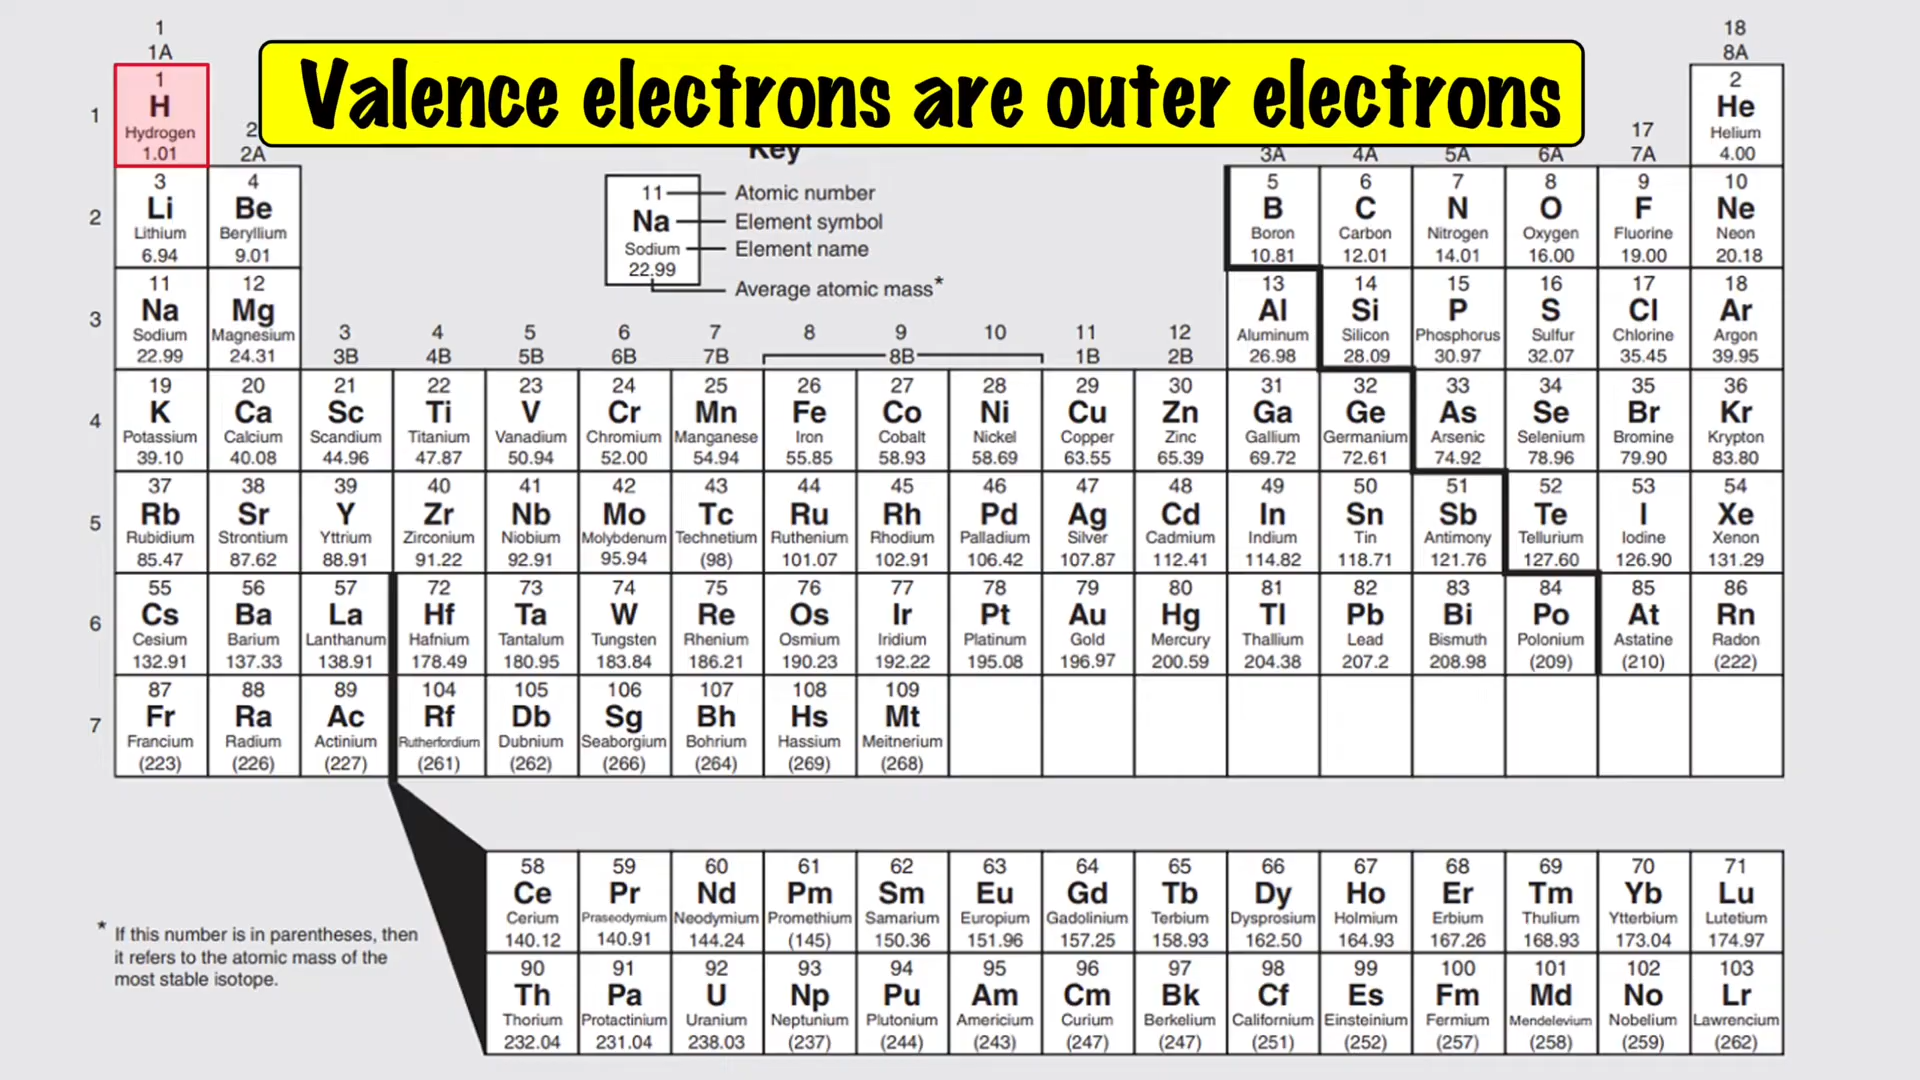 1 18
1A 8A
Valence electrons are outer electrons
1 2
H He
Hydrogen Helium
1.01 4.00
1
2 17
2A Key 3A 4A 5A 6A 7A
11 Atomic number
Na Element symbol
Sodium Element name
22.99
Average atomic mass*
3 4 5 6 7 8 9 10 11 12
3B 4B 5B 6B 7B 8B 1B 2B
3 4 5 6 7 8 9 10
2 Li Be B C N O F Ne
Lithium Beryllium Boron Carbon Nitrogen Oxygen Fluorine Neon
6.94 9.01 10.81 12.01 14.01 16.00 19.00 20.18
11 12 13 14 15 16 17 18
3 Na Mg Al Si P S Cl Ar
Sodium Magnesium Aluminum Silicon Phosphorus Sulfur Chlorine Argon
22.99 24.31 26.98 28.09 30.97 32.07 35.45 39.95
19 20 21 22 23 24 25 26 27 28 29 30 31 32 33 34 35 36
4 K Ca Sc Ti V Cr Mn Fe Co Ni Cu Zn Ga Ge As Se Br Kr
Potassium Calcium Scandium Titanium Vanadium Chromium Manganese Iron Cobalt Nickel Copper Zinc Gallium Germanium Arsenic Selenium Bromine Krypton
39.10 40.08 44.96 47.87 50.94 52.00 54.94 55.85 58.93 58.69 63.55 65.39 69.72 72.61 74.92 78.96 79.90 83.80
37 38 39 40 41 42 43 44 45 46 47 48 49 50 51 52 53 54
5 Rb Sr Y Zr Nb Mo Tc Ru Rh Pd Ag Cd In Sn Sb Te I Xe
Rubidium Strontium Yttrium Zirconium Niobium Molybdenum Technetium Ruthenium Rhodium Palladium Silver Cadmium Indium Tin Antimony Tellurium Iodine Xenon
85.47 87.62 88.91 91.22 92.91 95.94 (98) 101.07 102.91 106.42 107.87 112.41 114.82 118.71 121.76 127.60 126.90 131.29
55 56 57 72 73 74 75 76 77 78 79 80 81 82 83 84 85 86
6 Cs Ba La Hf Ta W Re Os Ir Pt Au Hg Tl Pb Bi Po At Rn
Cesium Barium Lanthanum Hafnium Tantalum Tungsten Rhenium Osmium Iridium Platinum Gold Mercury Thallium Lead Bismuth Polonium Astatine Radon
132.91 137.33 138.91 178.49 180.95 183.84 186.21 190.23 192.22 195.08 196.97 200.59 204.38 207.2 208.98 (209) (210) (222)
87 88 89 104 105 106 107 108 109
7 Fr Ra Ac Rf Db Sg Bh Hs Mt
Francium Radium Actinium Rutherfordium Dubnium Seaborgium Bohrium Hassium Meitnerium
(223) (226) (227) (261) (262) (266) (264) (269) (268)
58 59 60 61 62 63 64 65 66 67 68 69 70 71
Ce Pr Nd Pm Sm Eu Gd Tb Dy Ho Er Tm Yb Lu
Cerium Praseodymium Neodymium Promethium Samarium Europium Gadolinium Terbium Dysprosium Holmium Erbium Thulium Ytterbium Lutetium
140.12 140.91 144.24 (145) 150.36 151.96 157.25 158.93 162.50 164.93 167.26 168.93 173.04 174.97
90 91 92 93 94 95 96 97 98 99 100 101 102 103
Th Pa U Np Pu Am Cm Bk Cf Es Fm Md No Lr
Thorium Protactinium Uranium Neptunium Plutonium Americium Curium Berkelium Californium Einsteinium Fermium Mendelevium Nobelium Lawrencium
232.04 231.04 238.03 (237) (244) (243) (247) (247) (251) (252) (257) (258) (259) (262)
* If this number is in parentheses, then
it refers to the atomic mass of the
most stable isotope.